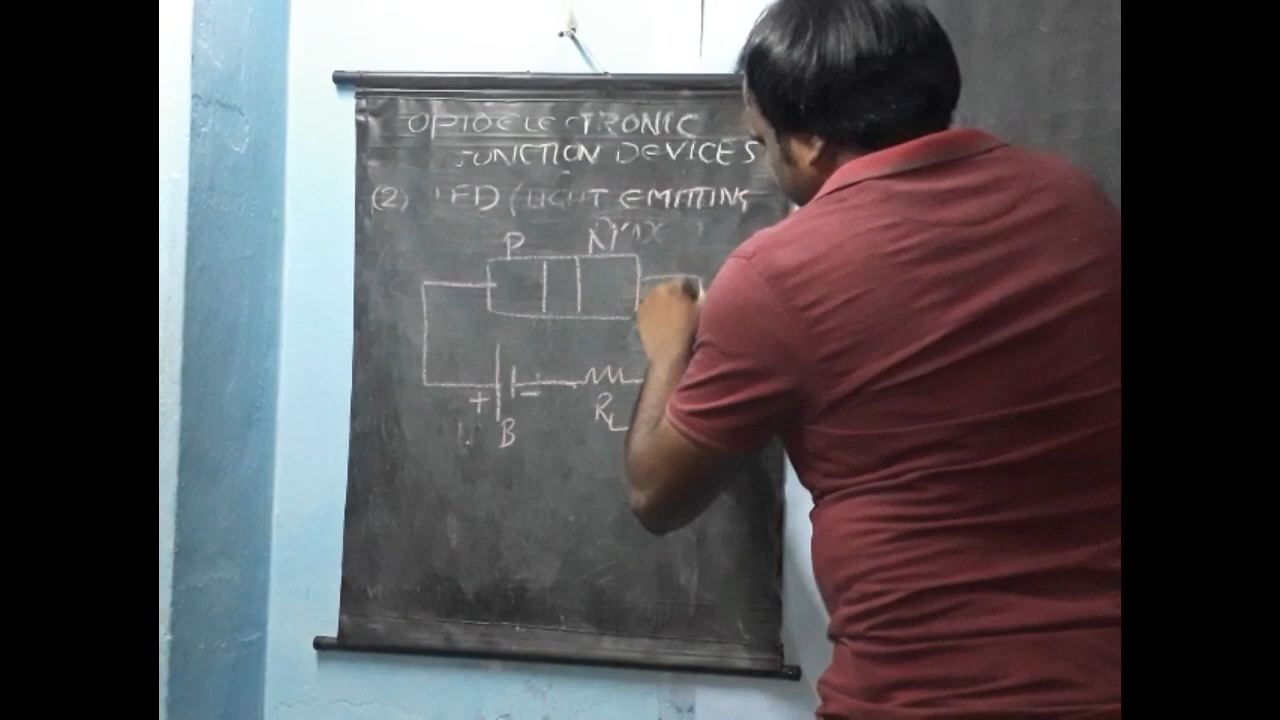 OPTOELECTRONIC
JUNCTION DEVICES
(2) LED (LIGHT EMITTING
P N
+ -
B RL